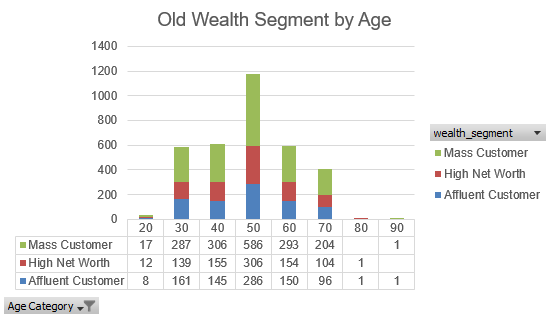 Old Wealth Segment by Age
1400
1200
1000
800
600
400
200
0
20 30 40 50 60 70 80 90
Mass Customer 17 287 306 586 293 204 1
High Net Worth 12 139 155 306 154 104 1
Affluent Customer 8 161 145 286 150 96 1 1
wealth_segment
Mass Customer
High Net Worth
Affluent Customer
Age Category